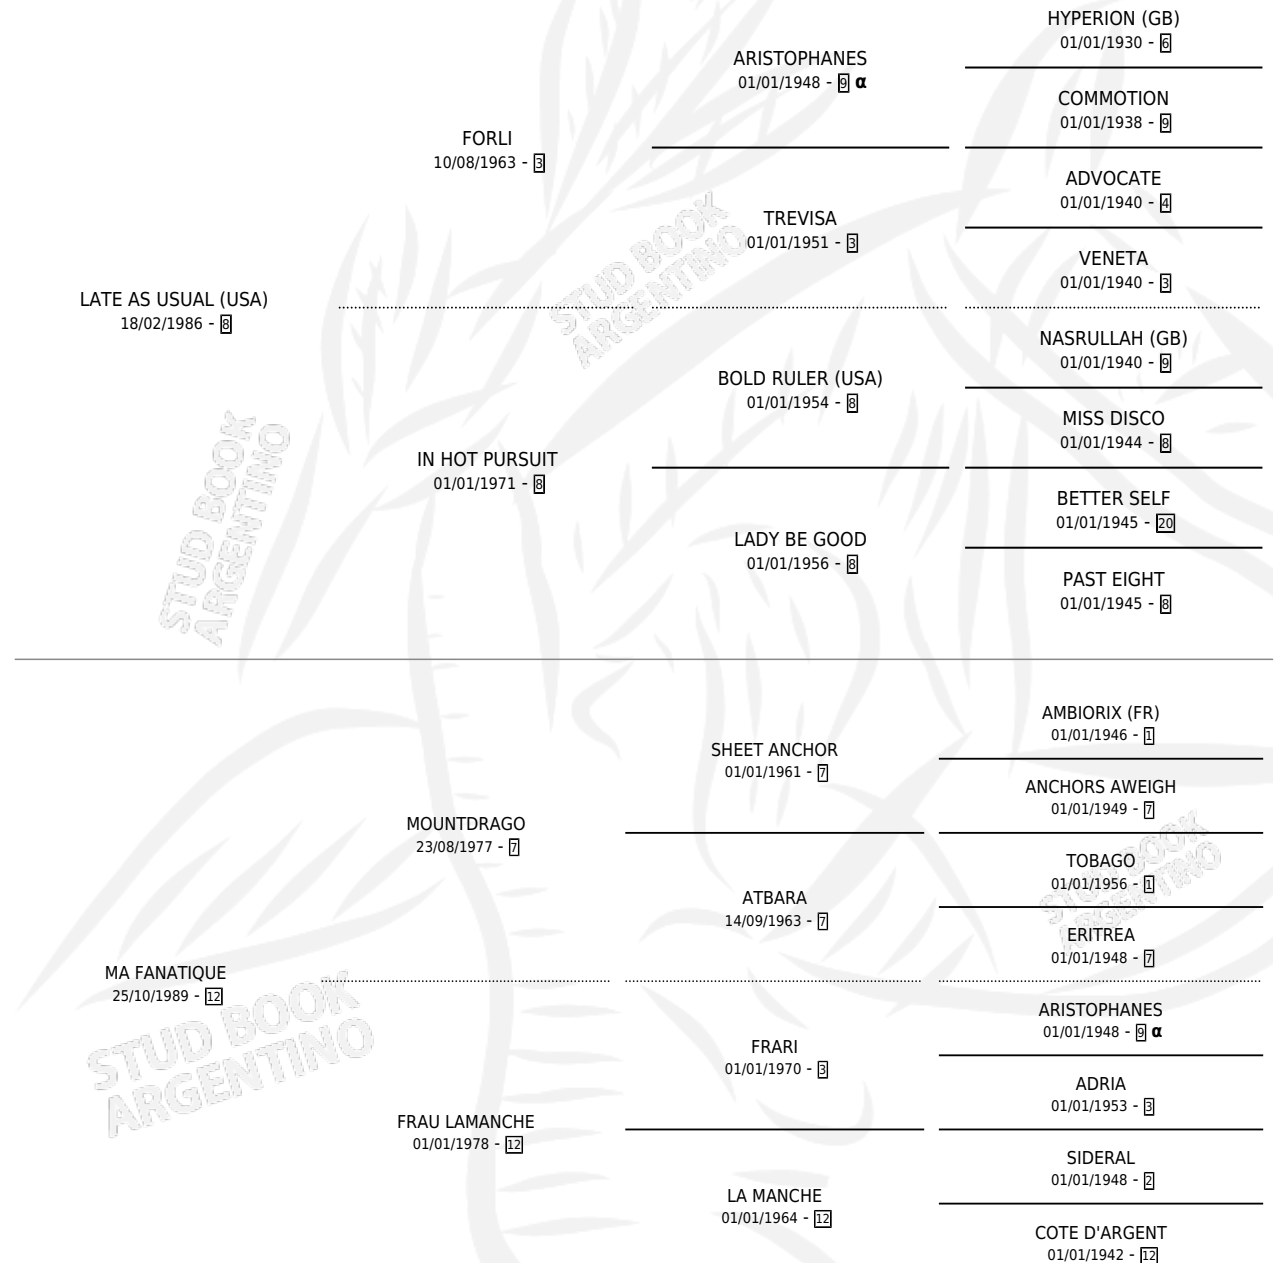 HYPERION (GB)
01/01/1930 - 6
ARISTOPHANES
01/01/1948 - 9 α
COMMOTION
01/01/1938 - 9
FORLI
10/08/1963 - 3
ADVOCATE
01/01/1940 - 4
TREVISA
01/01/1951 - 3
VENETA
01/01/1940 - 3
LATE AS USUAL (USA)
18/02/1986 - 8
NASRULLAH (GB)
01/01/1940 - 9
BOLD RULER (USA)
01/01/1954 - 8
MISS DISCO
01/01/1944 - 8
IN HOT PURSUIT
01/01/1971 - 8
BETTER SELF
01/01/1945 - 20
LADY BE GOOD
01/01/1956 - 8
PAST EIGHT
01/01/1945 - 8
AMBIORIX (FR)
01/01/1946 - 1
SHEET ANCHOR
01/01/1961 - 7
ANCHORS AWEIGH
01/01/1949 - 7
MOUNTDRAGO
23/08/1977 - 7
TOBAGO
01/01/1956 - 1
ATBARA
14/09/1963 - 7
ERITREA
01/01/1948 - 7
MA FANATIQUE
25/10/1989 - 12
ARISTOPHANES
01/01/1948 - 9 α
FRARI
01/01/1970 - 3
ADRIA
01/01/1953 - 3
FRAU LAMANCHE
01/01/1978 - 12
SIDERAL
01/01/1948 - 2
LA MANCHE
01/01/1964 - 12
COTE D'ARGENT
01/01/1942 - 12
STUD BOOK
ARGENTINO
STUD BOOK
ARGENTINO
STUD BOOK
ARGENTINO
STUD BOOK
ARGENTINO